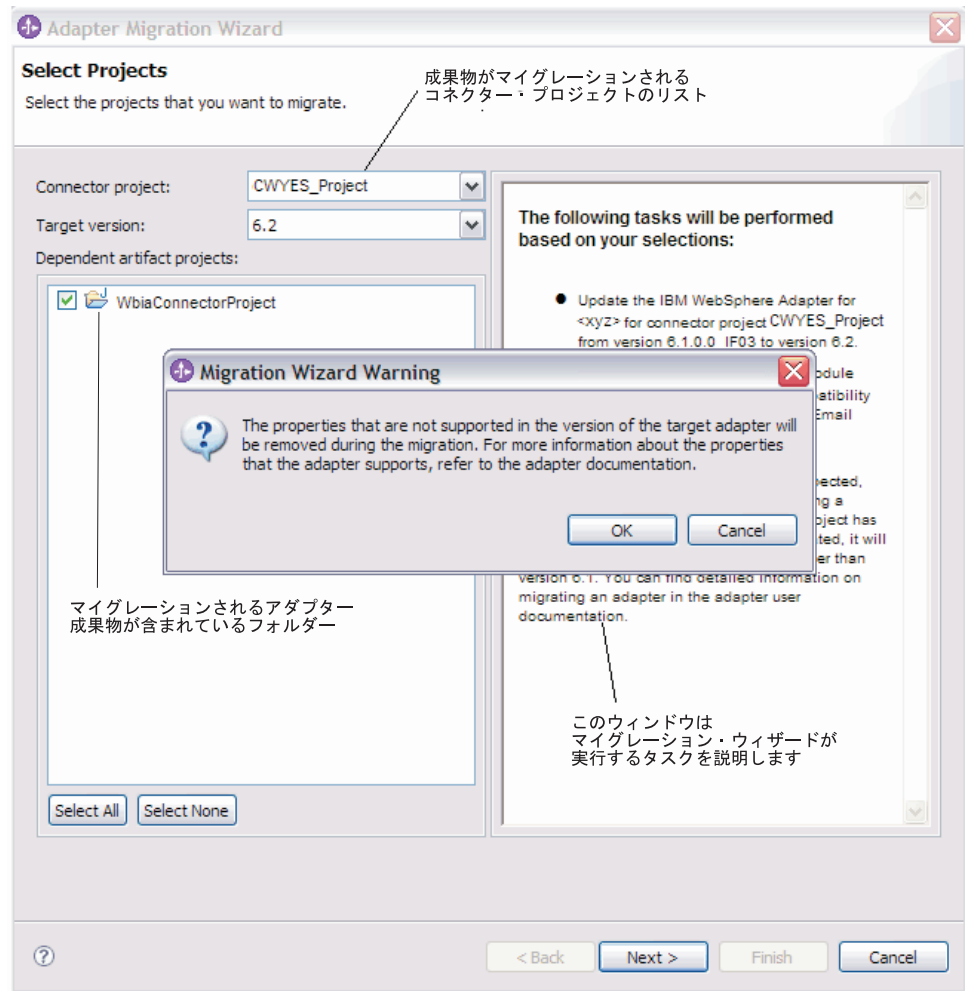 Adapter Migration Wizard
Select Projects
Select the projects that you want to migrate.
成果物がマイグレーションされる
コネクター・プロジェクトのリスト
Connector project:
CWYES_Project
Target version:
6.2
Dependent artifact projects:
WbiaConnectorProject
The following tasks will be performed
based on your selections:
Update the IBM WebSphere Adapter for
<xyz> for connector project CWYES_Project
from version 6.1.0.0_IF03 to version 6.2.
Email
Migration Wizard Warning
The properties that are not supported in the version of the target adapter will
be removed during the migration. For more information about the properties
that the adapter supports, refer to the adapter documentation.
OK
Cancel
has
it will
than
version 6.1. You can find detailed information on
migrating an adapter in the adapter user
documentation.
マイグレーションされるアダプター
成果物が含まれているフォルダー
このウィンドウは
マイグレーション・ウィザードが
実行するタスクを説明します
Select All
Select None
?
< Back
Next >
Finish
Cancel